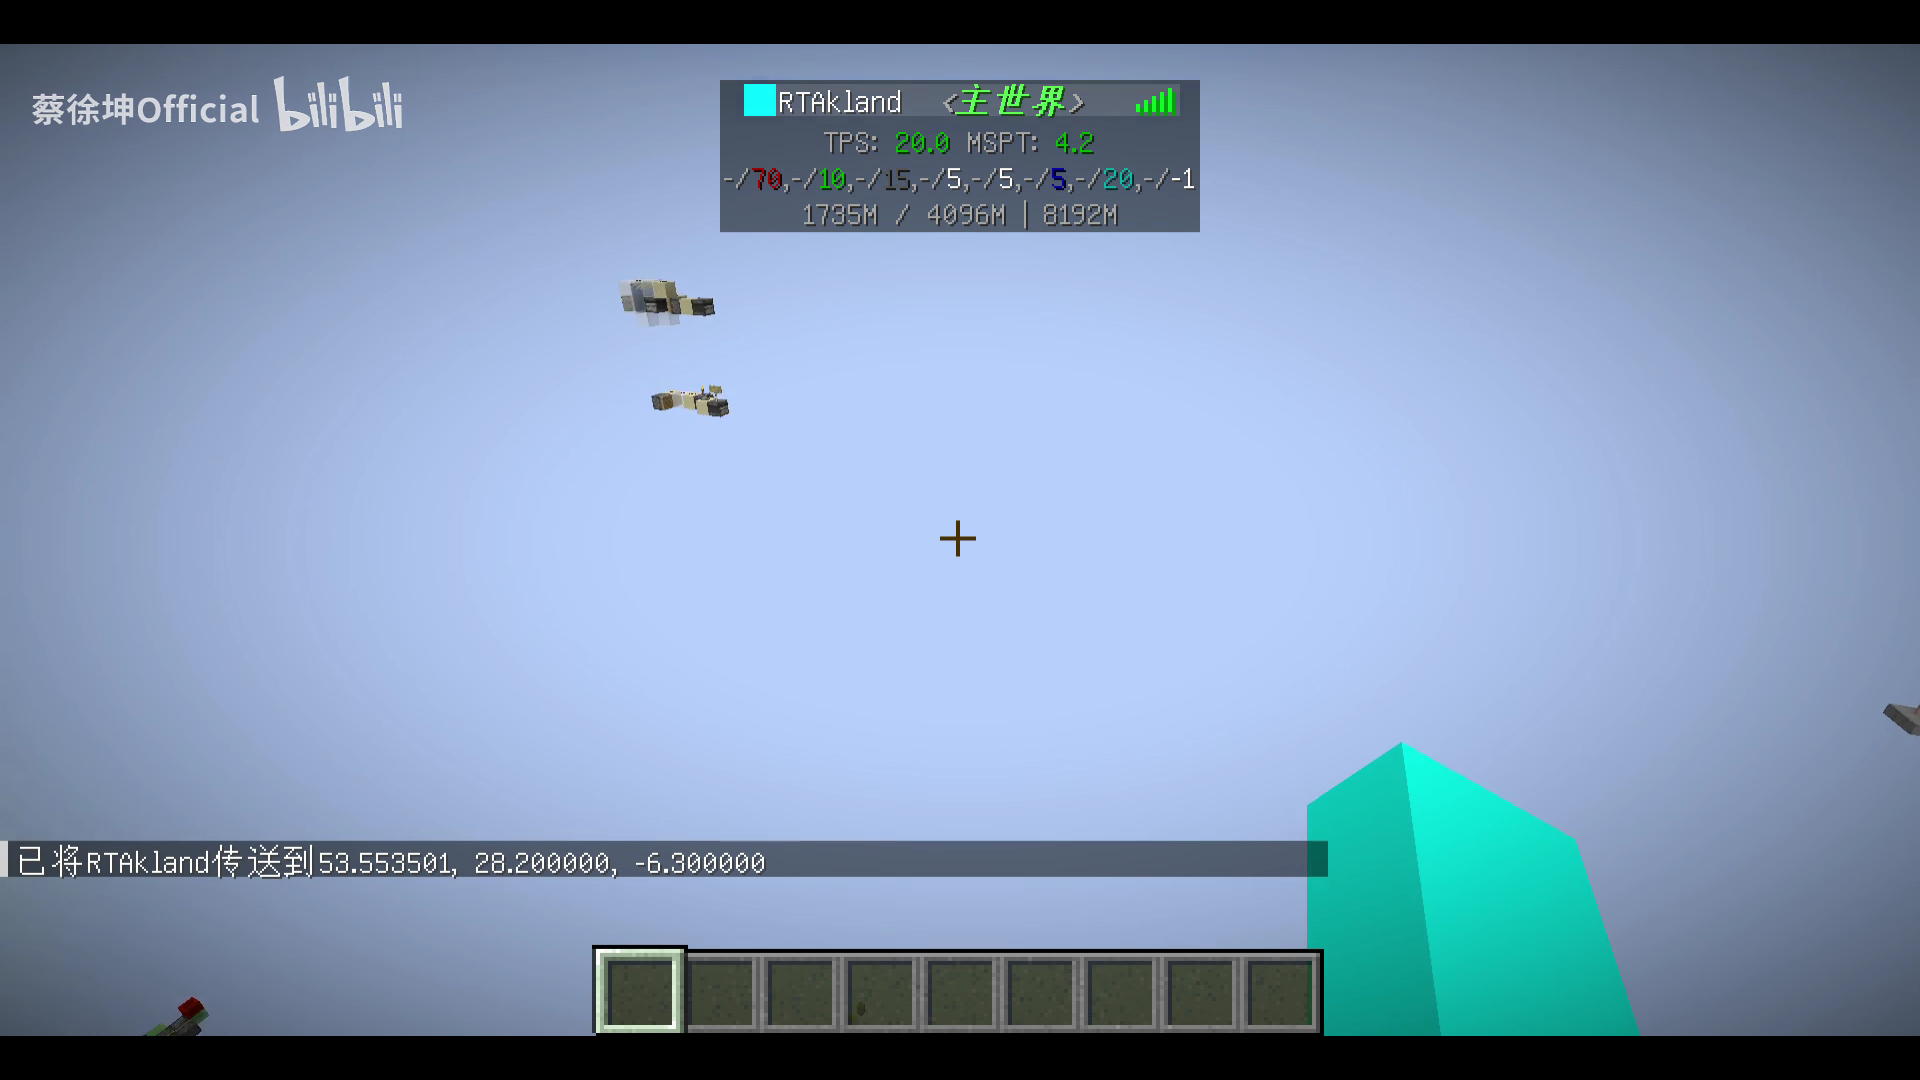 蔡徐坤Official bilibili
RTAkland <主世界>
TPS: 20.0 MSPT: 4.2
-/70,-/10,-/15,-/5,-/5,-/5,-/20,-/-1
1735M / 4096M | 8192M
已将RTAkland传送到53.553501, 28.200000, -6.300000